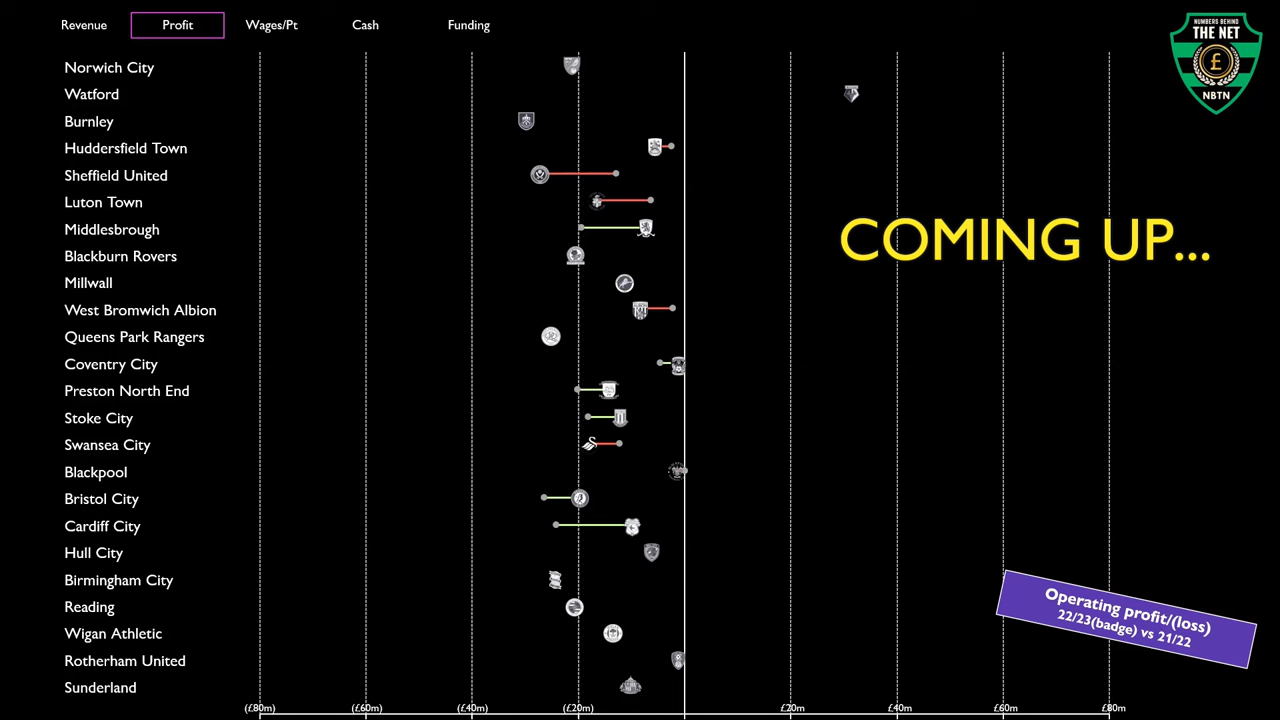 Revenue Profit Wages/Pt Cash Funding
NUMBERS BEHIND
THE NET
£
NBTN
Norwich City
Watford
Burnley
Huddersfield Town
Sheffield United
Luton Town
Middlesbrough
COMING UP...
Blackburn Rovers
Millwall
West Bromwich Albion
Queens Park Rangers
Coventry City
Preston North End
Stoke City
Swansea City
Blackpool
Bristol City
Cardiff City
Hull City
Birmingham City
Reading
Wigan Athletic
Rotherham United
Sunderland
Operating profit/(loss)
22/23(badge) vs 21/22
(£80m) (£60m) (£40m) (£20m) £20m £40m £60m £80m